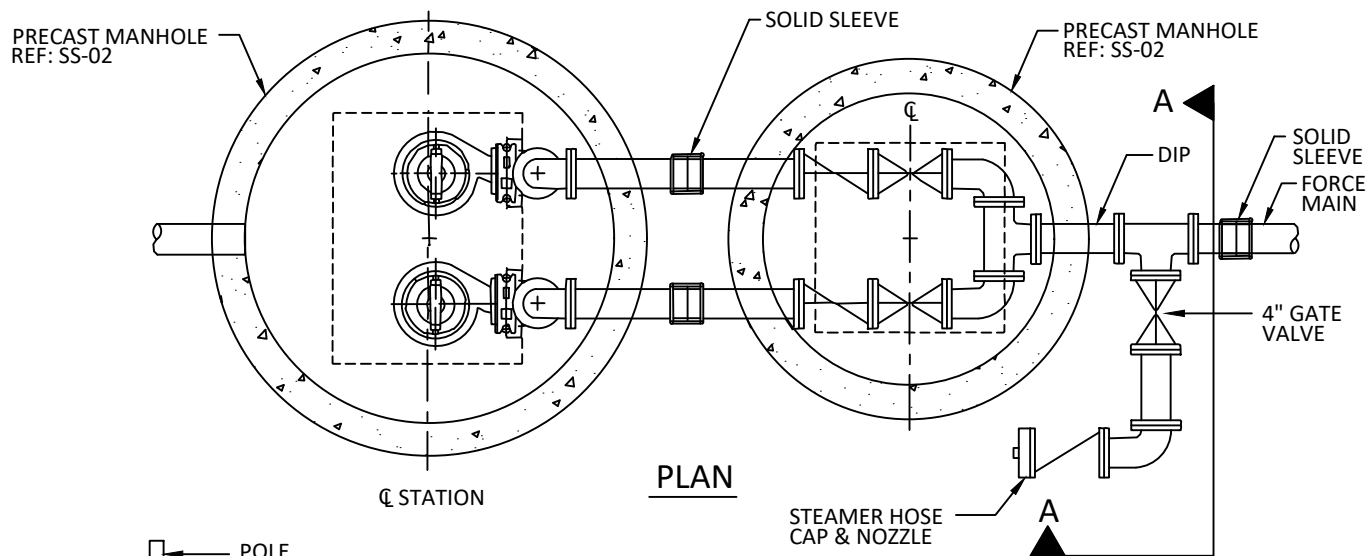 PRECAST MANHOLE
REF: SS-02
SOLID SLEEVE
PRECAST MANHOLE
REF: SS-02
℄
A
SOLID
SLEEVE
DIP
FORCE
MAIN
4" GATE
VALVE
PLAN
℄ STATION
STEAMER HOSE
CAP & NOZZLE
A
POLE